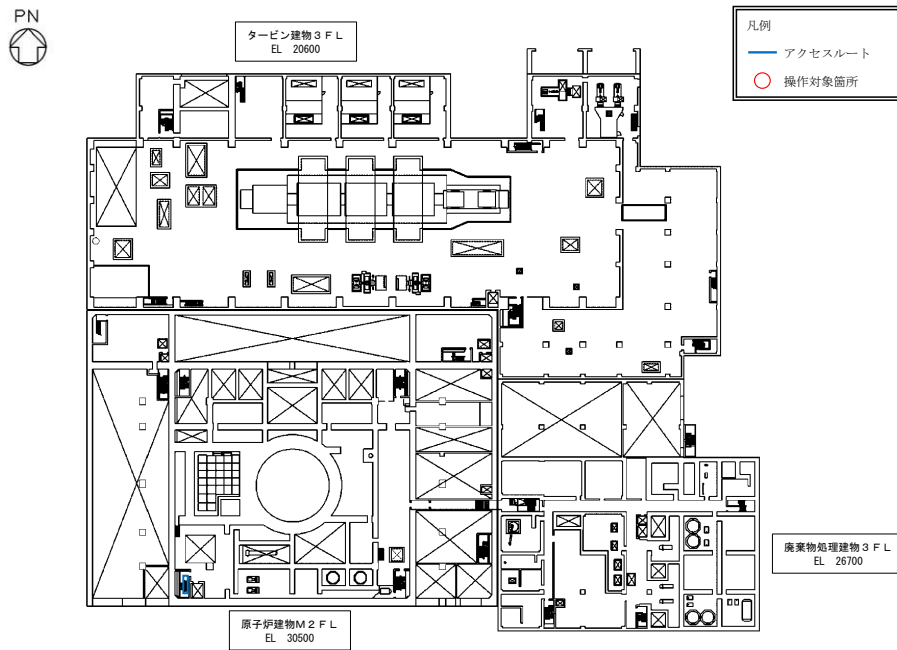 PN
タービン建物3FL
EL 20600
凡例
アクセスルート
操作対象箇所
廃棄物処理建物3FL
EL 26700
原子炉建物M2FL
EL 30500